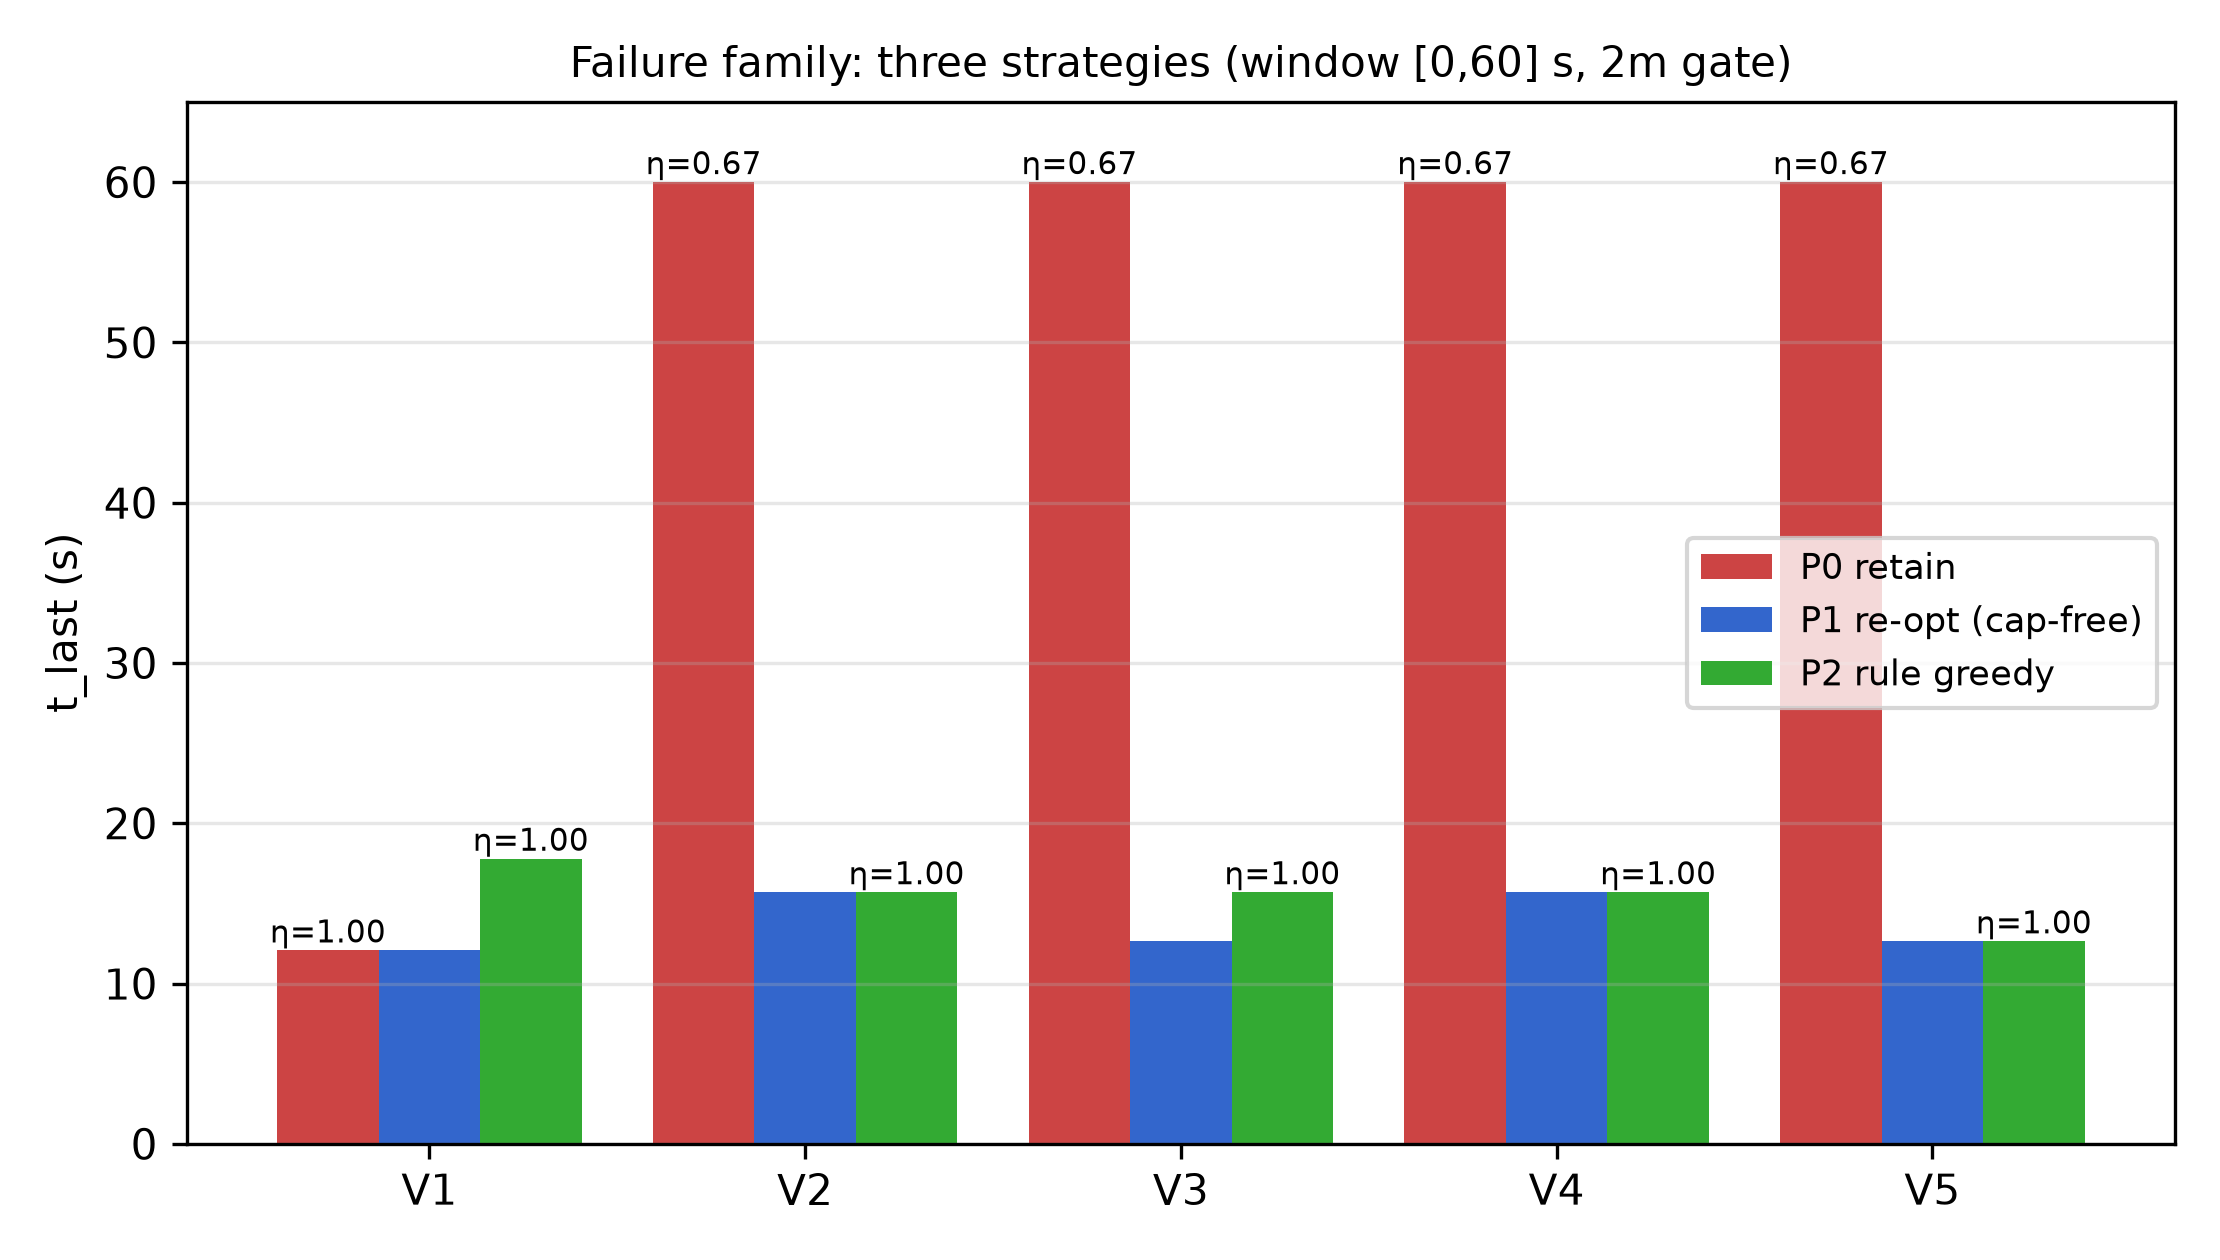 Failure family: three strategies (window [0,60] s, 2m gate)
t_last (s)
60
50
40
30
20
10
0
η=1.00
η=1.00
η=0.67
η=1.00
η=0.67
η=1.00
η=0.67
η=1.00
η=0.67
η=1.00
P0 retain
P1 re-opt (cap-free)
P2 rule greedy
V1
V2
V3
V4
V5